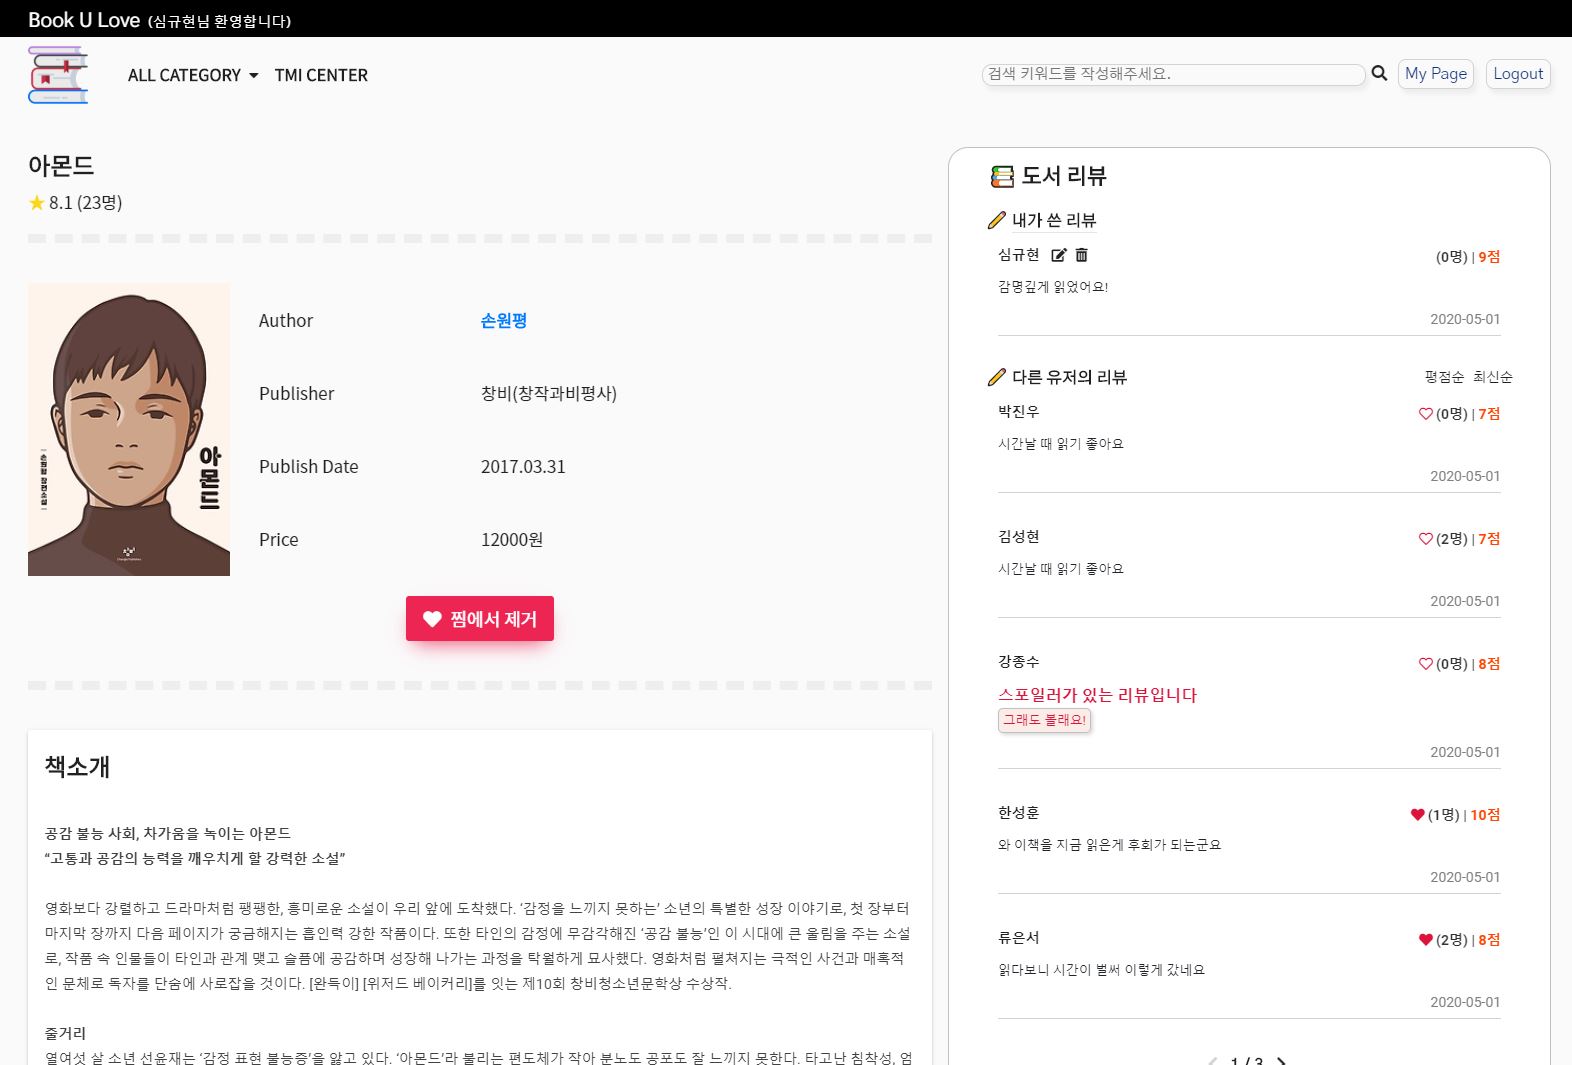 Book U Love (심규현님 환영합니다)
ALL CATEGORY TMI CENTER
검색 키워드를 작성해주세요.
My Page Logout
아몬드
8.1 (23명)
Author 손원평
Publisher 창비(창작과비평사)
Publish Date 2017.03.31
Price 12000원
아몬드
손원평 장편소설
찜에서 제거
책소개
공감 불능 사회, 차가움을 녹이는 아몬드
“고통과 공감의 능력을 깨우치게 할 강력한 소설”
영화보다 강렬하고 드라마처럼 팽팽한, 흥미로운 소설이 우리 앞에 도착했다. ‘감정을 느끼지 못하는’ 소년의 특별한 성장 이야기로, 첫 장부터
마지막 장까지 다음 페이지가 궁금해지는 흡인력 강한 작품이다. 또한 타인의 감정에 무감각해진 ‘공감 불능’인 이 시대에 큰 울림을 주는 소설
로, 작품 속 인물들이 타인과 관계 맺고 슬픔에 공감하며 성장해 나가는 과정을 탁월하게 묘사했다. 영화처럼 펼쳐지는 극적인 사건과 매혹적
인 문체로 독자를 단숨에 사로잡을 것이다. [완득이] [위저드 베이커리]를 잇는 제10회 창비청소년문학상 수상작.
줄거리
열여섯 살 소년 선윤재는 ‘감정 표현 불능증’을 앓고 있다. ‘아몬드’라 불리는 편도체가 작아 분노도 공포도 잘 느끼지 못한다. 타고난 침착성, 엄
도서 리뷰
내가 쓴 리뷰
심규현 (0명) | 9점
감명깊게 읽었어요!
2020-05-01
다른 유저의 리뷰 평점순 최신순
박진우 (0명) | 7점
시간날 때 읽기 좋아요
2020-05-01
김성현 (2명) | 7점
시간날 때 읽기 좋아요
2020-05-01
강종수 (0명) | 8점
스포일러가 있는 리뷰입니다
그래도 볼래요!
2020-05-01
한성훈 (1명) | 10점
와 이책을 지금 읽은게 후회가 되는군요
2020-05-01
류은서 (2명) | 8점
읽다보니 시간이 벌써 이렇게 갔네요
2020-05-01
1 / 3